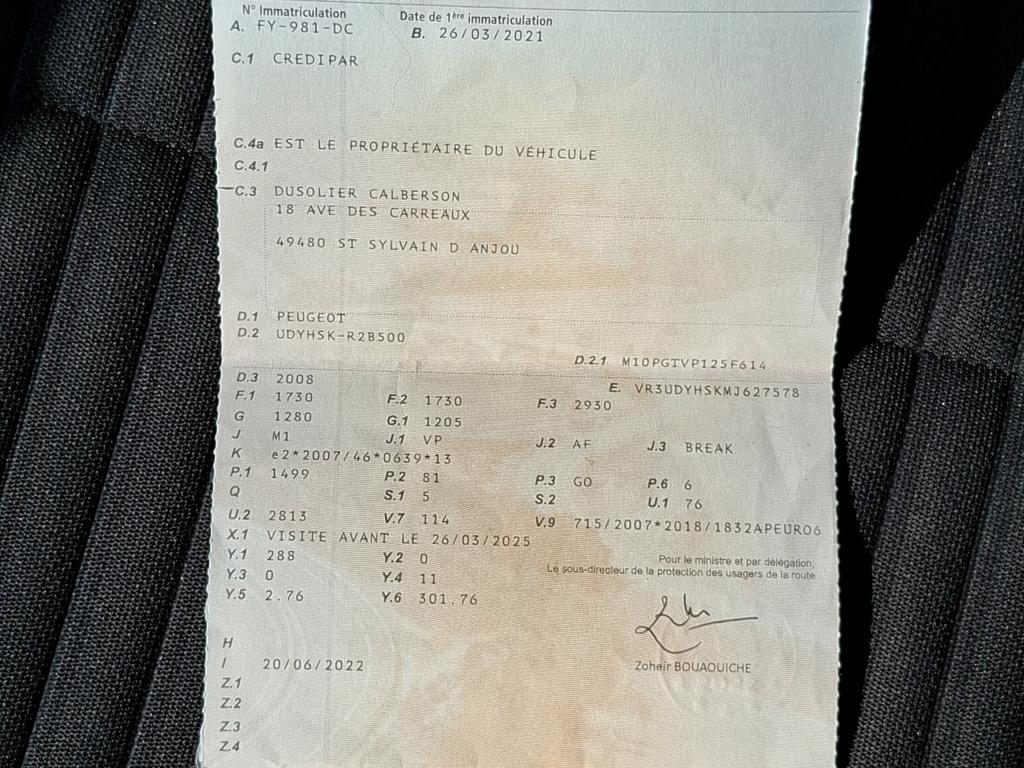 N° Immatriculation Date de 1ère immatriculation
A. FY-981-DC B. 26/03/2021
C.1 CREDIPAR
C.4a EST LE PROPRIÉTAIRE DU VÉHICULE
C.4.1
C.3 DUSOLIER CALBERSON
18 AVE DES CARREAUX
49480 ST SYLVAIN D ANJOU
D.1 PEUGEOT
D.2 UDYHSK-R2B500
D.2.1 M10PGTVP125F614
D.3 2008 E. VR3UDYHSKMJ627578
F.1 1730 F.2 1730 F.3 2930
G 1280 G.1 1205
J M1 J.1 VP J.2 AF J.3 BREAK
K e2*2007/46*0639*13
P.1 1499 P.2 81 P.3 GO P.6 6
Q S.1 5 S.2 U.1 76
U.2 2813 V.7 114 V.9 715/2007*2018/1832APEURO6
X.1 VISITE AVANT LE 26/03/2025
Y.1 288 Y.2 0
Pour le ministre et par délégation,
Le sous-directeur de la protection des usagers de la route
Y.3 0 Y.4 11
Y.5 2.76 Y.6 301.76
H
I 20/06/2022
Zoheir BOUAOUICHE
Z.1
Z.2
Z.3
Z.4